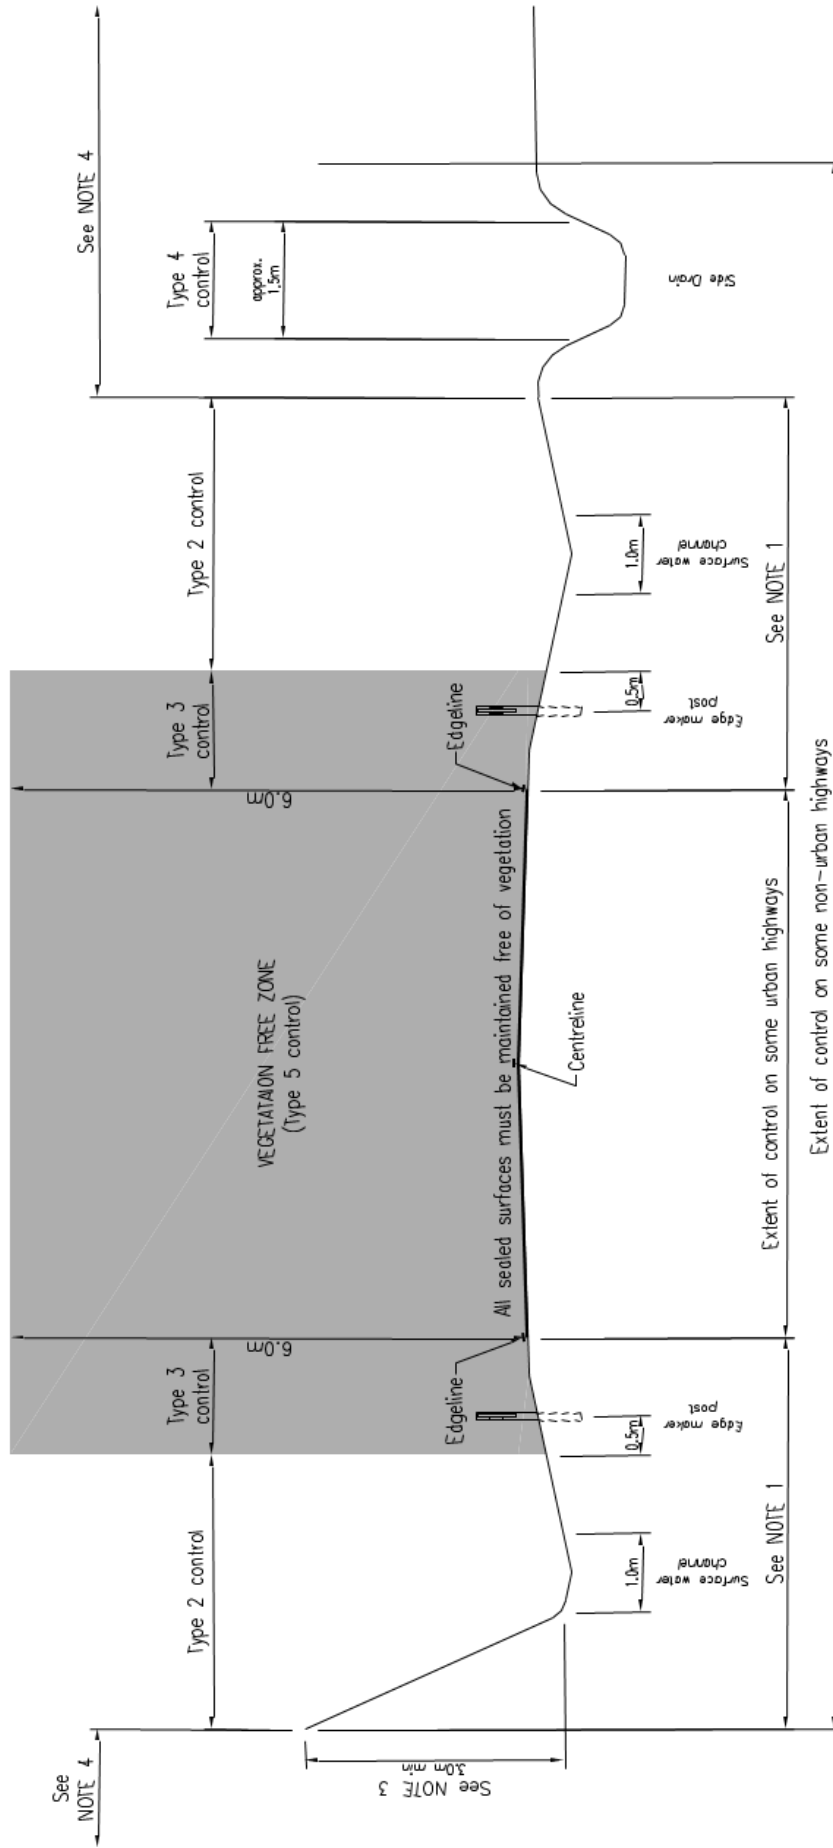 See
NOTE 4
See NOTE 4
Type 2 control
Type 3
control
VEGETATAION FREE ZONE
(Type 5 control)
Type 3
control
Type 2 control
Type 4
control
approx.
1.5m
6.0m
6.0m
See NOTE 3
3.0m min
Edgeline
All sealed surfaces must be maintained free of vegetation
Edgeline
Centreline
1.0m
Surface water
channel
0.5m
Edge maker
post
0.5m
Edge maker
post
1.0m
Surface water
channel
Side Drain
See NOTE 1
Extent of control on some urban highways
See NOTE 1
Extent of control on some non-urban highways